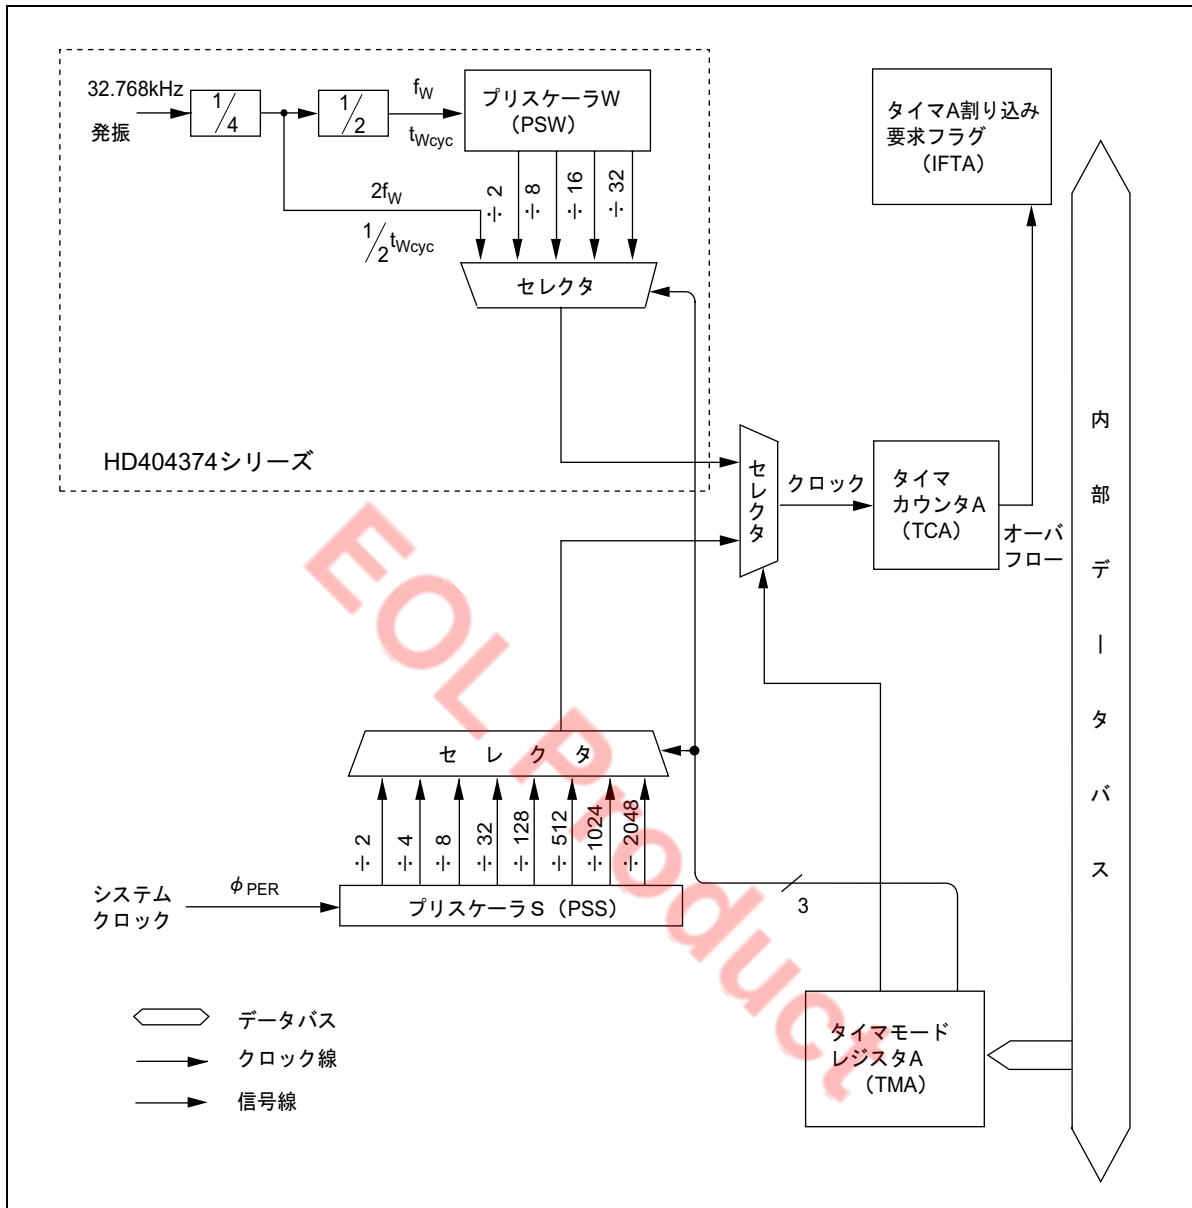 32.768kHz
発振
1/4
1/2
fW
tWcyc
プリスケーラW
(PSW)
2fW
1/2 tWcyc
÷ 2
÷ 8
÷ 16
÷ 32
セレクタ
HD404374シリーズ
タイマA割り込み
要求フラグ
(IFTA)
セレクタ
クロック
タイマ
カウンタA
(TCA)
オーバ
フロー
内部データバス
セレクタ
÷ 2
÷ 4
÷ 8
÷ 32
÷ 128
÷ 512
÷ 1024
÷ 2048
システム
クロック
φPER
プリスケーラS(PSS)
3
タイマモード
レジスタA
(TMA)
データバス
クロック線
信号線
EOL Product